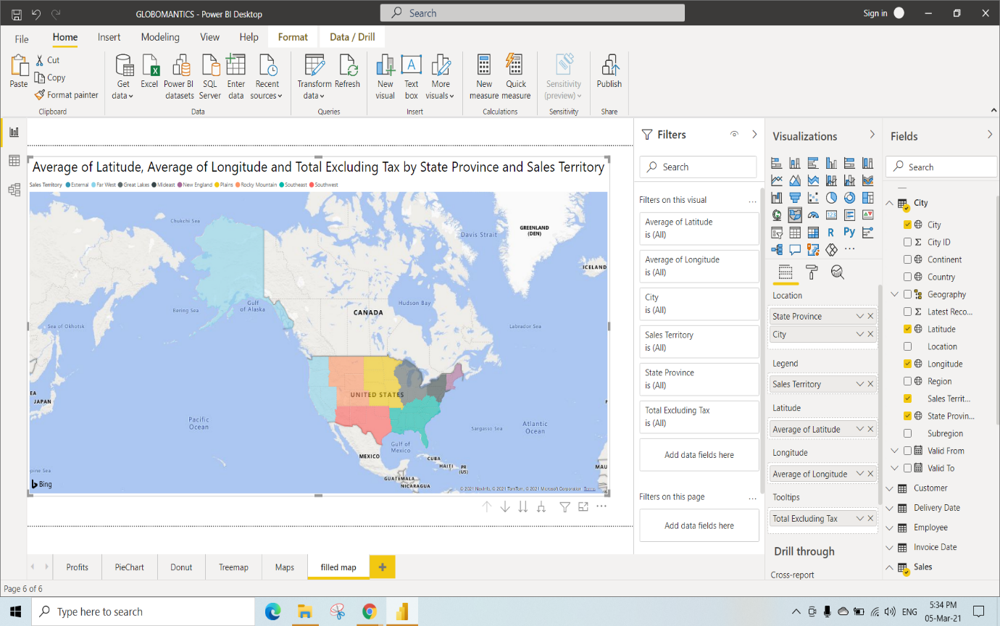 GLOBOMANTICS - Power BI Desktop
Search
Sign in
File Home Insert Modeling View Help Format Data / Drill
Paste
Cut
Copy
Format painter
Clipboard
Get data
Excel
Power BI datasets
SQL Server
Enter data
Recent sources
Data
Transform data
Refresh
Queries
New visual
Text box
More visuals
Insert
New measure
Quick measure
Calculations
Sensitivity (preview)
Sensitivity
Publish
Share
Average of Latitude, Average of Longitude and Total Excluding Tax by State Province and Sales Territory
Sales Territory External Far West Great Lakes Mideast New England Plains Rocky Mountain Southeast Southwest
Chukchi Sea
Davis Strait
GREENLAND
(DEN)
ICELAND
Gulf
of Alaska
Bering Sea
Hudson Bay
CANADA
Sea of Okhotsk
Labrador Sea
UNITED STATES
EA
JAPAN
Pacific
Ocean
Atlantic
Ocean
Sargasso Sea
Gulf of
Mexico
MEXICO
CUBA
HAITI
PR
(US)
MAU
pine Sea
GUATEMALA
NICARAGUA
Bing
© 2021 NavInfo, © 2021 TomTom, © 2021 Microsoft Corporation Terms
Filters
Search
Filters on this visual
...
Average of Latitude
is (All)
Average of Longitude
is (All)
City
is (All)
Sales Territory
is (All)
State Province
is (All)
Total Excluding Tax
is (All)
Add data fields here
Filters on this page
...
Add data fields here
Visualizations
123
R Py
...
Location
State Province
City
Legend
Sales Territory
Latitude
Average of Latitude
Longitude
Average of Longitude
Tooltips
Total Excluding Tax
Drill through
Cross-report
Fields
Search
City
City
City ID
Continent
Country
Geography
Latest Reco...
Latitude
Location
Longitude
Region
Sales Territ...
State Provin...
Subregion
Valid From
Valid To
Customer
Delivery Date
Employee
Invoice Date
Sales
Profits PieChart Donut Treemap Maps filled map +
Page 6 of 6
Type here to search
ENG
5:34 PM
05-Mar-21